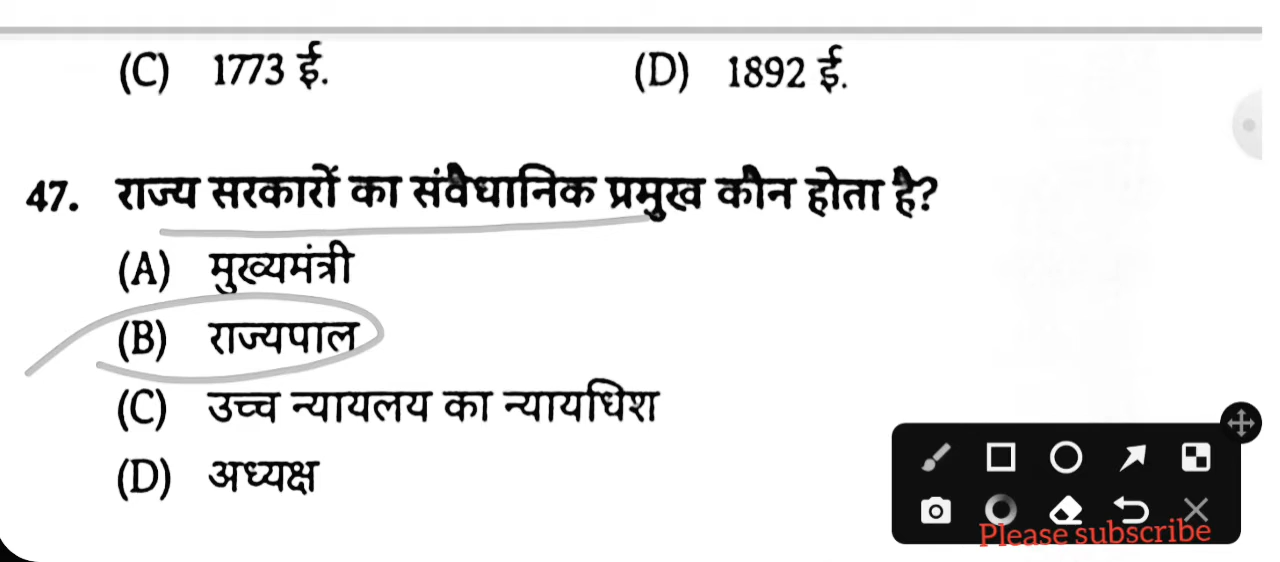 (C) 1773 ई. (D) 1892 ई.
47. राज्य सरकारों का संवैधानिक प्रमुख कौन होता है?
(A) मुख्यमंत्री
(B) राज्यपाल
(C) उच्च न्यायलय का न्यायधिश
(D) अध्यक्ष
Please subscribe